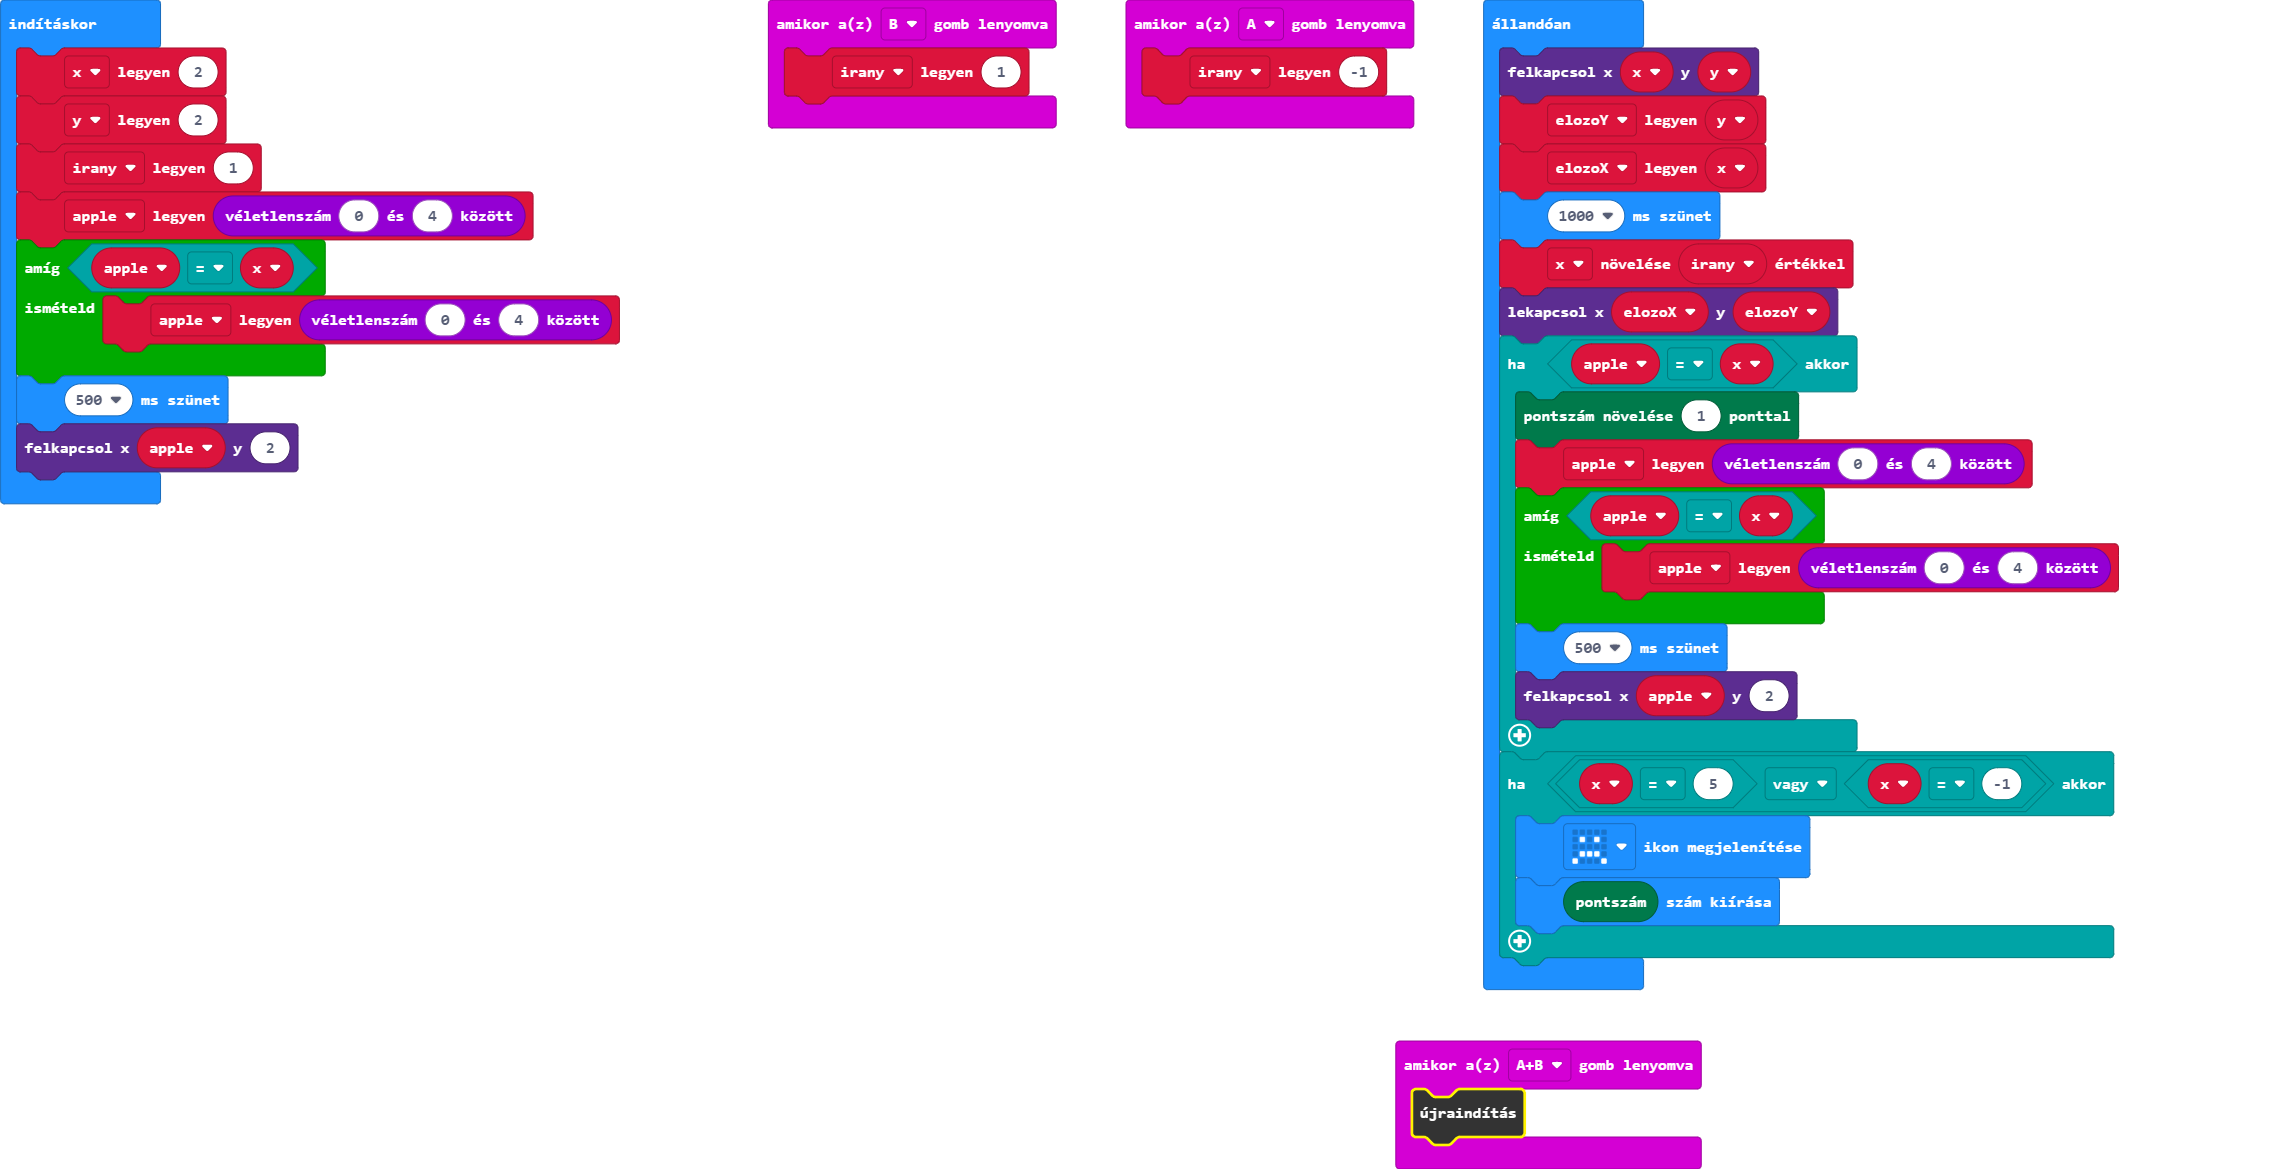 indításkor
x legyen 2
y legyen 2
irany legyen 1
apple legyen véletlenszám 0 és 4 között
amíg apple = x
ismételd apple legyen véletlenszám 0 és 4 között
500 ms szünet
felkapcsol x apple y 2
amikor a(z) B gomb lenyomva
irany legyen 1
amikor a(z) A gomb lenyomva
irany legyen -1
állandóan
felkapcsol x x y y
elozoY legyen y
elozoX legyen x
1000 ms szünet
x növelése irany értékkel
lekapcsol x elozoX y elozoY
ha apple = x akkor
pontszám növelése 1 ponttal
apple legyen véletlenszám 0 és 4 között
amíg apple = x
ismételd apple legyen véletlenszám 0 és 4 között
500 ms szünet
felkapcsol x apple y 2
ha x = 5 vagy x = -1 akkor
ikon megjelenítése
pontszám szám kiírása
amikor a(z) A+B gomb lenyomva
újraindítás